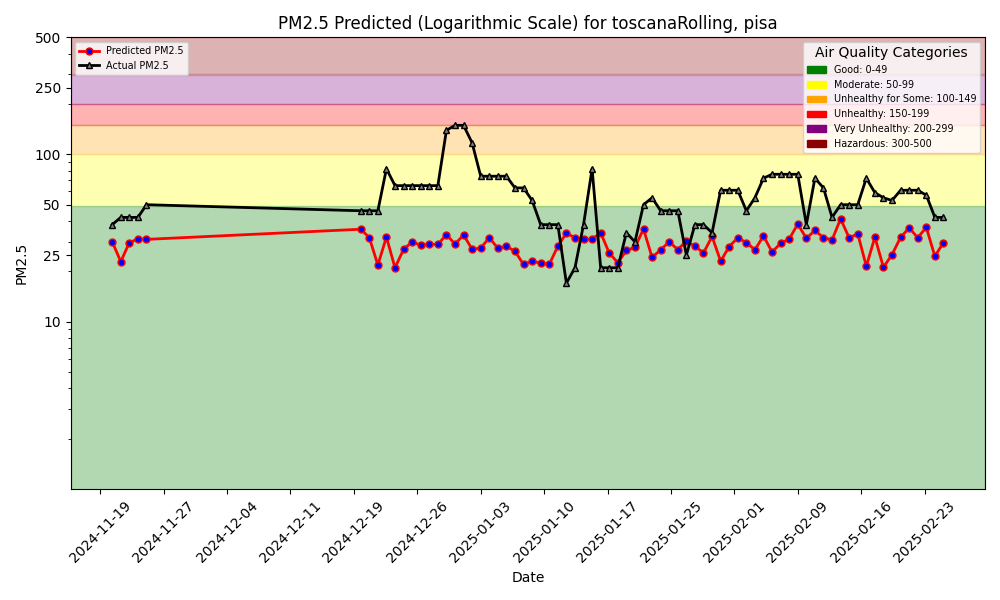 PM2.5 Predicted (Logarithmic Scale) for toscanaRolling, pisa
500
250
100
50
25
10
PM2.5
Predicted PM2.5
Actual PM2.5
Air Quality Categories
Good: 0-49
Moderate: 50-99
Unhealthy for Some: 100-149
Unhealthy: 150-199
Very Unhealthy: 200-299
Hazardous: 300-500
2024-11-19
2024-11-27
2024-12-04
2024-12-11
2024-12-19
2024-12-26
2025-01-03
2025-01-10
2025-01-17
2025-01-25
2025-02-01
2025-02-09
2025-02-16
2025-02-23
Date